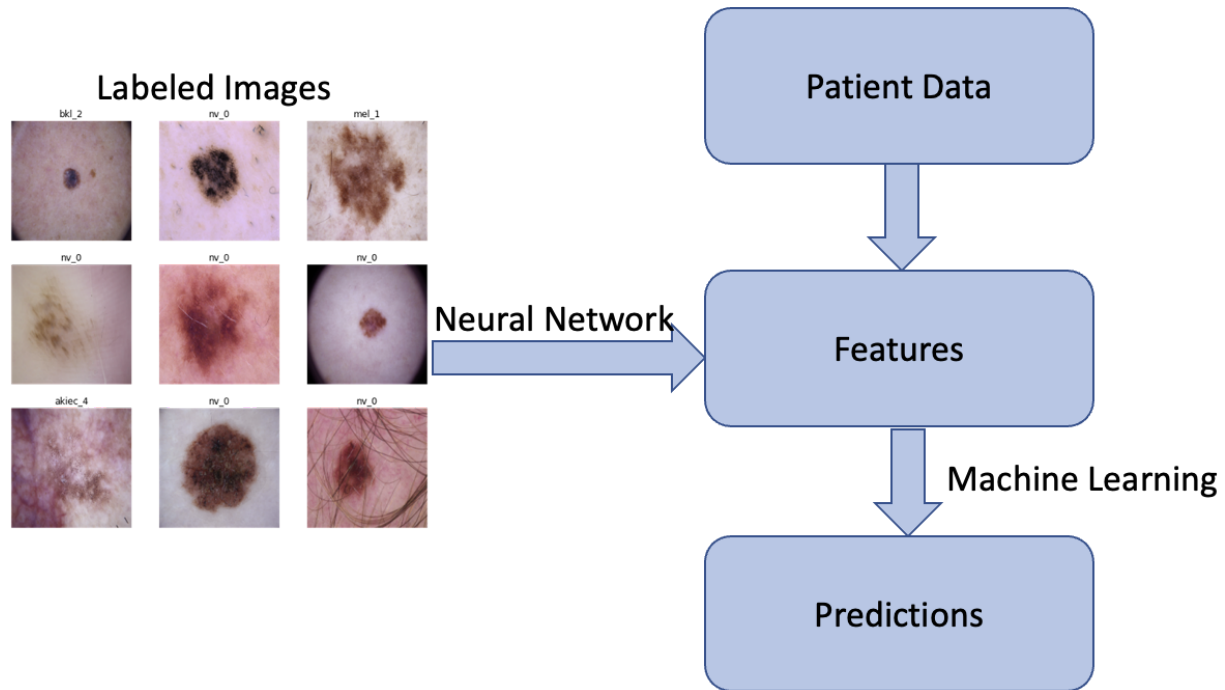 Labeled Images
bkl_2
nv_0
mel_1
nv_0
nv_0
nv_0
akiec_4
nv_0
nv_0
Neural Network
Patient Data
Features
Machine Learning
Predictions